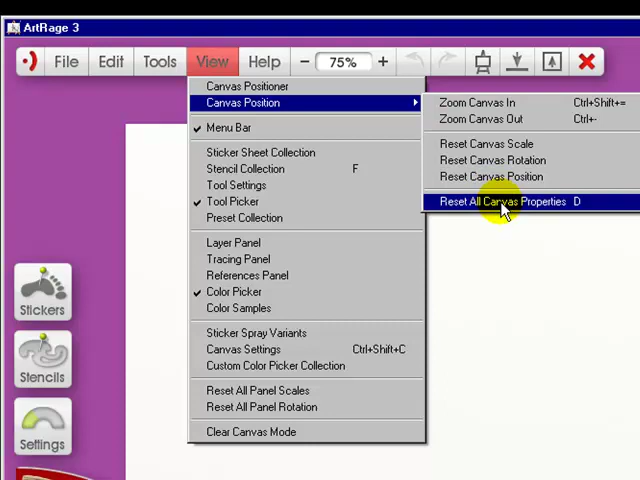 ArtRage 3
File Edit Tools View Help − 75% +
Canvas Positioner
Canvas Position
Menu Bar
Sticker Sheet Collection
Stencil Collection F
Tool Settings
Tool Picker
Preset Collection
Layer Panel
Tracing Panel
References Panel
Color Picker
Color Samples
Sticker Spray Variants
Canvas Settings Ctrl+Shift+C
Custom Color Picker Collection
Reset All Panel Scales
Reset All Panel Rotation
Clear Canvas Mode
Zoom Canvas In Ctrl+Shift+=
Zoom Canvas Out Ctrl+-
Reset Canvas Scale
Reset Canvas Rotation
Reset Canvas Position
Reset All Canvas Properties D
Stickers
Stencils
Settings